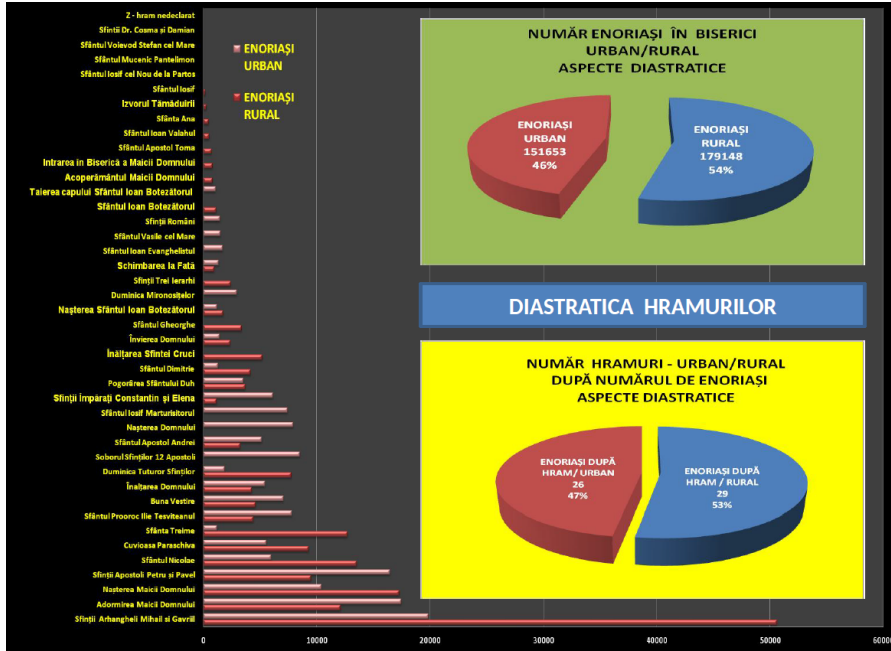 Z - hram nedeclarat
Sfintii Dr. Cosma și Damian
Sfântul Voievod Stefan cel Mare
Sfântul Mucenic Pantelimon
Sfântul Iosif cel Nou de la Partos
Sfântul Iosif
Izvorul Tămăduirii
Sfânta Ana
Sfântul Ioan Valahul
Sfântul Apostol Toma
Intrarea în Biserică a Maicii Domnului
Acoperământul Maicii Domnului
Taierea capului Sfântul Ioan Botezătorul
Sfântul Ioan Botezătorul
Sfinții Români
Sfântul Vasile cel Mare
Sfântul Ioan Evanghelistul
Schimbarea la Fată
Sfinții Trei Ierarhi
Duminica Mironosițelor
Nașterea Sfântul Ioan Botezătorul
Sfântul Gheorghe
Învierea Domnului
Înălțarea Sfintei Cruci
Sfântul Dimitrie
Pogorârea Sfântului Duh
Sfinții Împărați Constantin și Elena
Sfântul Iosif Marturisitorul
Nașterea Domnului
Sfântul Apostol Andrei
Soborul Sfinților 12 Apostoli
Duminica Tuturor Sfinților
Înalțarea Domnului
Buna Vestire
Sfântul Prooroc Ilie Tesviteanul
Sfânta Treime
Cuvioasa Paraschiva
Sfântul Nicolae
Sfinții Apostoli Petru și Pavel
Nașterea Maicii Domnului
Adormirea Maicii Domnului
Sfinții Arhangheli Mihail si Gavriil
0 10000 20000 30000 40000 50000 60000
ENORIAȘI
URBAN
ENORIAȘI
RURAL
NUMĂR ENORIAȘI ÎN BISERICI
URBAN/RURAL
ASPECTE DIASTRATICE
ENORIAȘI
URBAN
151653
46%
ENORIAȘI
RURAL
179148
54%
DIASTRATICA HRAMURILOR
NUMĂR HRAMURI - URBAN/RURAL
DUPĂ NUMĂRUL DE ENORIAȘI
ASPECTE DIASTRATICE
ENORIAȘI DUPĂ
HRAM/ URBAN
26
47%
ENORIAȘI DUPĂ
HRAM / RURAL
29
53%